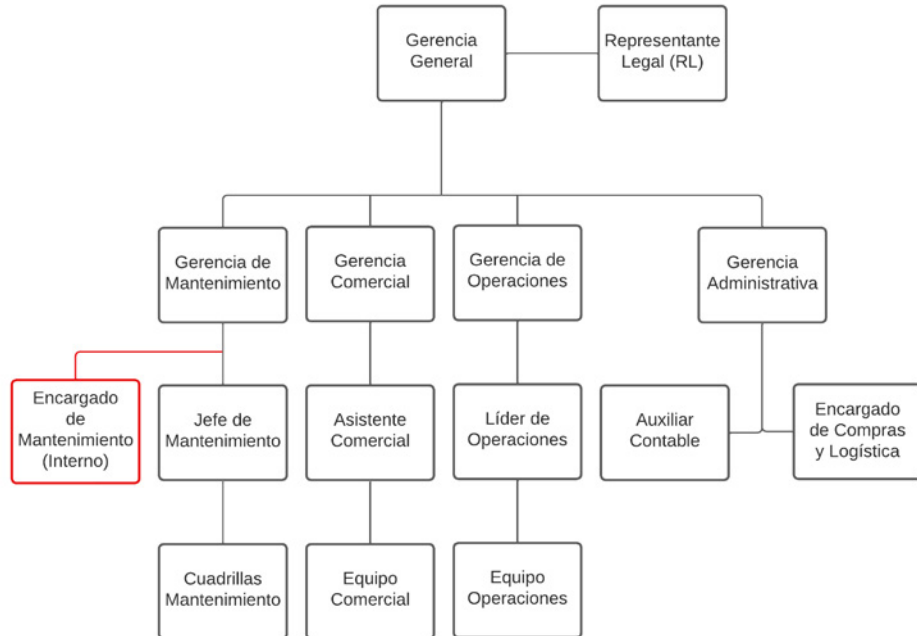 Gerencia
General
Representante
Legal (RL)
Gerencia de
Mantenimiento
Gerencia
Comercial
Gerencia de
Operaciones
Gerencia
Administrativa
Encargado
de
Mantenimiento
(Interno)
Jefe de
Mantenimiento
Asistente
Comercial
Líder de
Operaciones
Auxiliar
Contable
Encargado
de Compras
y Logística
Cuadrillas
Mantenimiento
Equipo
Comercial
Equipo
Operaciones